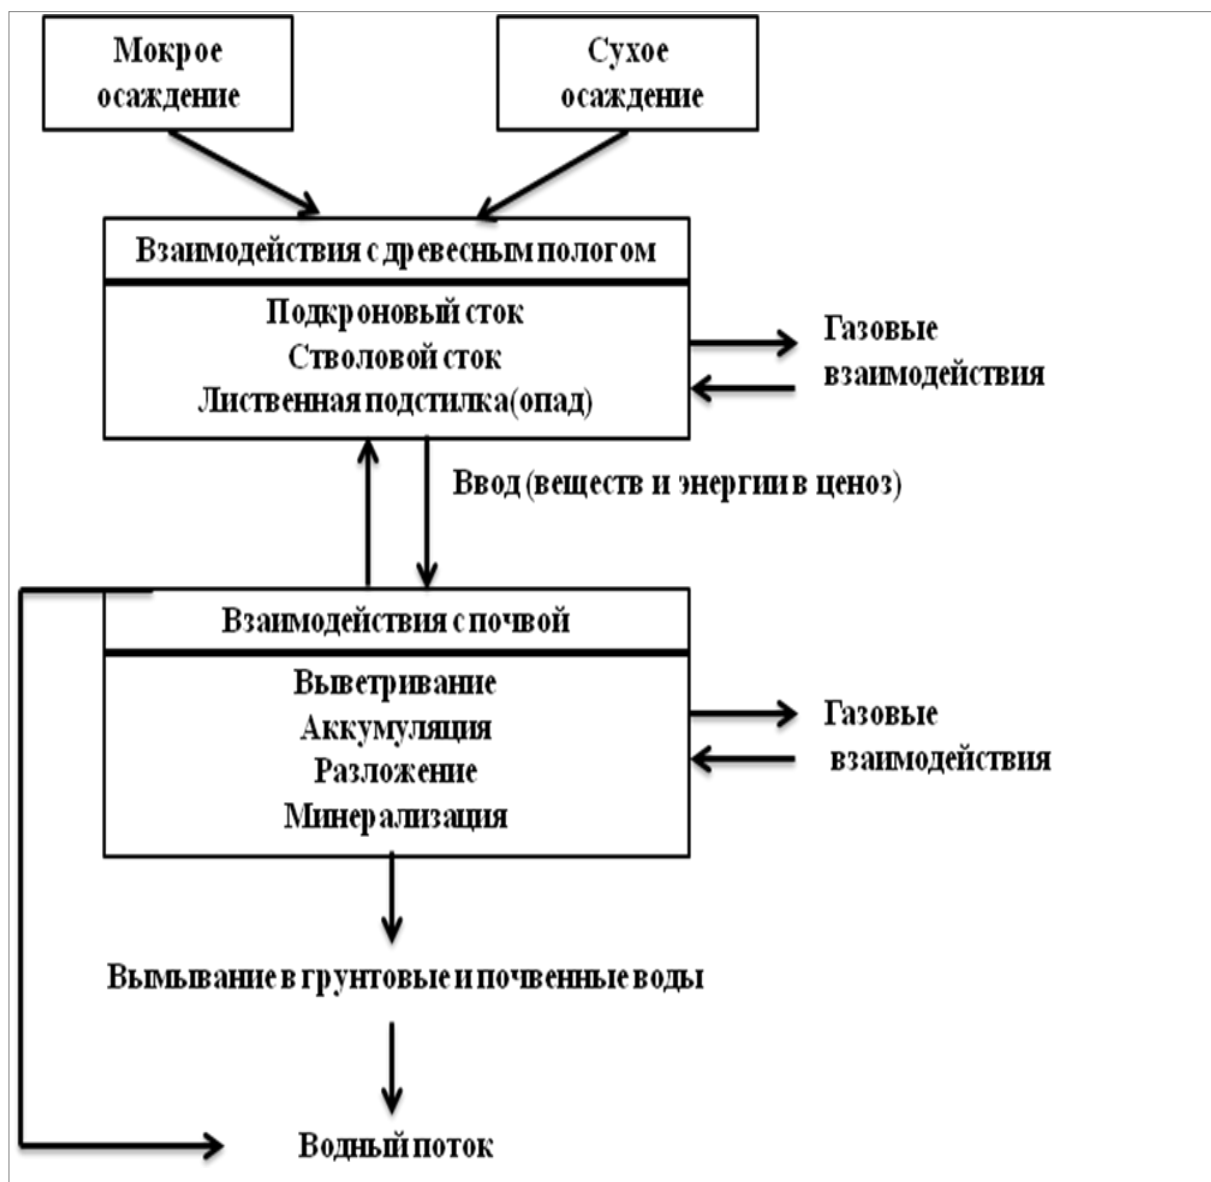 Мокрое
осаждение
Сухое
осаждение
Взаимодействия с древесным пологом
Подкроновый сток
Стволовой сток
Лиственная подстилка(опад)
Газовые
взаимодействия
Ввод (веществ и энергии в ценоз)
Взаимодействия с почвой
Выветривание
Аккумуляция
Разложение
Минерализация
Газовые
взаимодействия
Вымывание в грунтовые и почвенные воды
Водный поток